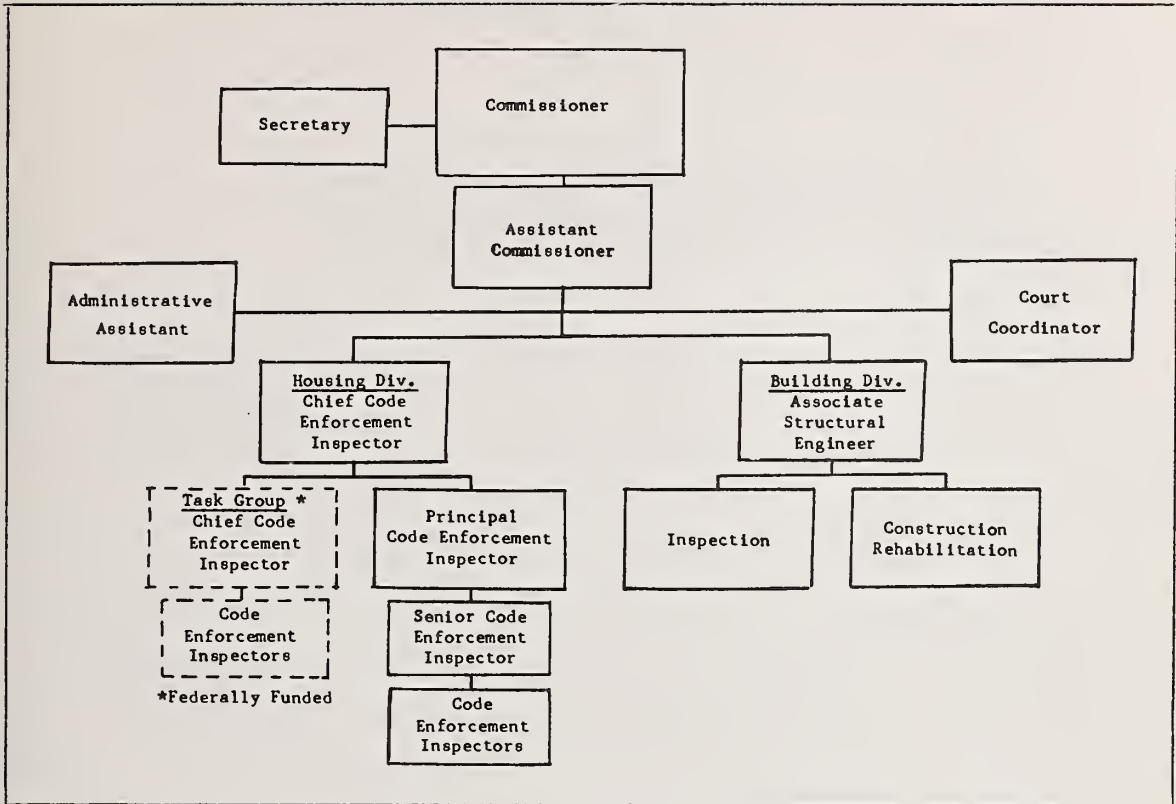 Commissioner
Secretary
Assistant
Commissioner
Administrative
Assistant
Court
Coordinator
Housing Div.
Chief Code
Enforcement
Inspector
Building Div.
Associate
Structural
Engineer
Task Group *
Chief Code
Enforcement
Inspector
Principal
Code Enforcement
Inspector
Inspection
Construction
Rehabilitation
Code
Enforcement
Inspectors
Senior Code
Enforcement
Inspector
*Federally Funded
Code
Enforcement
Inspectors